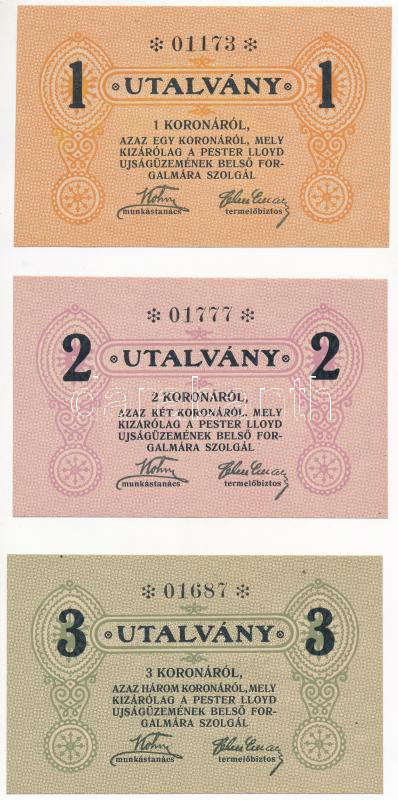 ❇ 01173 ❇
1 UTALVÁNY 1
1 KORONÁRÓL,
AZAZ EGY KORONÁRÓL, MELY
KIZÁRÓLAG A PESTER LLOYD
UJSÁGÜZEMÉNEK BELSŐ FOR-
GALMÁRA SZOLGÁL
munkástanács termelőbiztos
❇ 01777 ❇
2 UTALVÁNY 2
2 KORONÁRÓL,
AZAZ KÉT KORONÁRÓL, MELY
KIZÁRÓLAG A PESTER LLOYD
UJSÁGÜZEMÉNEK BELSŐ FOR-
GALMÁRA SZOLGÁL
munkástanács termelőbiztos
❇ 01687 ❇
3 UTALVÁNY 3
3 KORONÁRÓL,
AZAZ HÁROM KORONÁRÓL, MELY
KIZÁRÓLAG A PESTER LLOYD
UJSÁGÜZEMÉNEK BELSŐ FOR-
GALMÁRA SZOLGÁL
munkástanács termelőbiztos